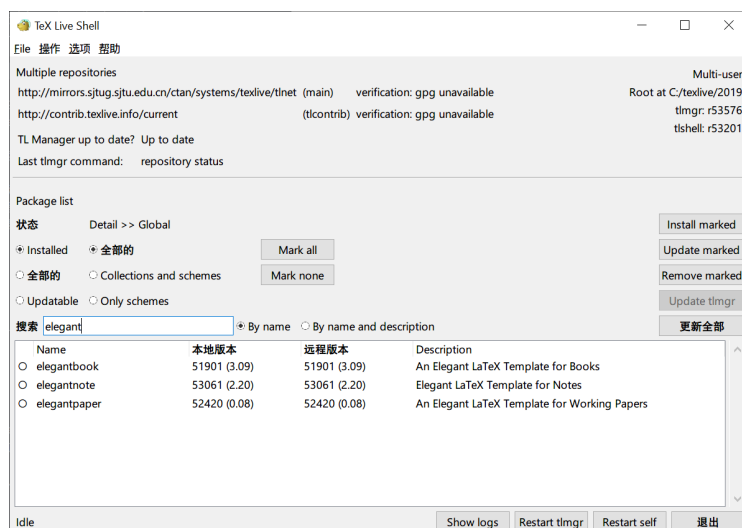 TeX Live Shell
File 操作 选项 帮助
Multiple repositories Multi-user
http://mirrors.sjtug.sjtu.edu.cn/ctan/systems/texlive/tlnet (main) verification: gpg unavailable Root at C:/texlive/2019
http://contrib.texlive.info/current (tlcontrib) verification: gpg unavailable tlmgr: r53576
tlshell: r53201
TL Manager up to date? Up to date
Last tlmgr command: repository status
Package list
状态 Detail >> Global Install marked
Installed 全部的 Mark all Update marked
全部的 Collections and schemes Mark none Remove marked
Updatable Only schemes Update tlmgr
搜索 elegant By name By name and description 更新全部
Name 本地版本 远程版本 Description
elegantbook 51901 (3.09) 51901 (3.09) An Elegant LaTeX Template for Books
elegantnote 53061 (2.20) 53061 (2.20) Elegant LaTeX Template for Notes
elegantpaper 52420 (0.08) 52420 (0.08) An Elegant LaTeX Template for Working Papers
Idle Show logs Restart tlmgr Restart self 退出